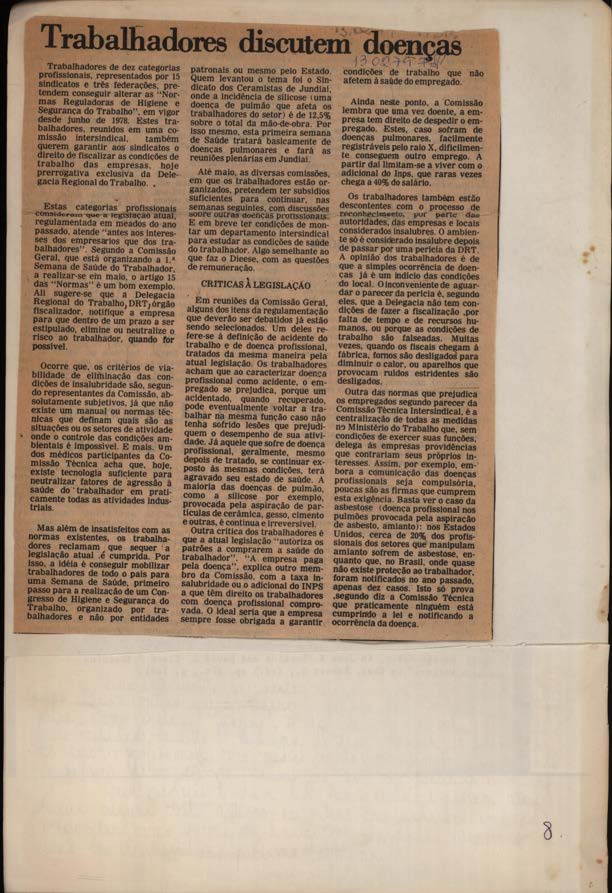 Trabalhadores discutem doenças
Trabalhadores de dez categorias
profissionais, representados por 15
sindicatos e três federações, pre-
tendem conseguir alterar as "Nor-
mas Reguladoras de Higiene e
Segurança do Trabalho", em vigor
desde junho de 1978. Estes tra-
balhadores, reunidos em uma co-
missão intersindical, também
querem garantir aos sindicatos o
direito de fiscalizar as condições de
trabalho das empresas, hoje
prerrogativa exclusiva da Dele-
gacia Regional do Trabalho.
Estas categorias profissionais
consideram que a legislação atual,
regulamentada em meados do ano
passado, atende "antes aos interes-
ses dos empresários que dos tra-
balhadores". Segundo a Comissão
Geral, que está organizando a 1.ª
Semana de Saúde do Trabalhador,
a realizar-se em maio, o artigo 15
das "Normas" é um bom exemplo.
Ali sugere-se que a Delegacia
Regional do Trabalho, DRT, órgão
fiscalizador, notifique a empresa
para que dentro de um prazo a ser
estipulado, elimine ou neutralize o
risco ao trabalhador, quando for
possível.
Ocorre que, os critérios de via-
bilidade de eliminação das con-
dições de insalubridade são, segun-
do representantes da Comissão, ab-
solutamente subjetivos, já que não
existe um manual ou normas téc-
nicas que definam quais são as
situações ou os setores de atividade
onde o controle das condições am-
bientais é impossível. E mais. Um
dos médicos participantes da Co-
missão Técnica acha que, hoje,
existe tecnologia suficiente para
neutralizar fatores de agressão à
saúde do trabalhador em prati-
camente todas as atividades indus-
triais.
Mas além de insatisfeitos com as
normas existentes, os trabalha-
dores reclamam que sequer a
legislação atual é cumprida. Por
isso, a idéia é conseguir mobilizar
trabalhadores de todo o país para
uma Semana de Saúde, primeiro
passo para a realização de um Con-
gresso de Higiene e Segurança do
Trabalho, organizado por tra-
balhadores e não por entidades
patronais ou mesmo pelo Estado.
Quem levantou o tema foi o Sin-
dicato dos Ceramistas de Jundiaí,
onde a incidência de silicose (uma
doença de pulmão que afeta os
trabalhadores do setor) é de 12,5%
sobre o total da mão-de-obra. Por
isso mesmo, esta primeira semana
de Saúde tratará basicamente de
doenças pulmonares e fará as
reuniões plenárias em Jundiaí.
Até maio, as diversas comissões,
em que os trabalhadores estão or-
ganizados, pretendem ter subsídios
suficientes para continuar, nas
semanas seguintes, com discussões
sobre outras doenças profissionais.
E em breve ter condições de mon-
tar um departamento intersindical
para estudar as condições de saúde
do trabalhador. Algo semelhante ao
que faz o Dieese, com as questões
de remuneração.
CRITICAS À LEGISLAÇÃO
Em reuniões da Comissão Geral,
alguns dos itens da regulamentação
que deverão ser debatidos já estão
sendo selecionados. Um deles re-
fere-se à definição de acidente do
trabalho e de doença profissional,
tratados da mesma maneira pela
atual legislação. Os trabalhadores
acham que ao caracterizar doença
profissional como acidente, o em-
pregado se prejudica, porque um
acidentado, quando recuperado,
pode eventualmente voltar a tra-
balhar na mesma função caso não
tenha sofrido lesões que prejudi-
quem o desempenho de sua ativi-
dade. Já aquele que sofre de doença
profissional, geralmente, mesmo
depois de tratado, se continuar ex-
posto às mesmas condições, terá
agravado seu estado de saúde. A
maioria das doenças de pulmão,
como a silicose por exemplo,
provocada pela aspiração de par-
tículas de cerâmica, gesso, cimento
e outras, é contínua e irreversível.
Outra crítica dos trabalhadores é
que a atual legislação "autoriza os
patrões a comprarem a saúde do
trabalhador". "A empresa paga
pela doença", explica outro mem-
bro da Comissão, com a taxa in-
salubridade ou o adicional do INPS
a que têm direito os trabalhadores
com doença profissional compro-
vada. O ideal seria que a empresa
sempre fosse obrigada a garantir
condições de trabalho que não
afetem à saúde do empregado.
Ainda neste ponto, a Comissão
lembra que uma vez doente, a em-
presa tem direito de despedir o em-
pregado. Estes, caso sofram de
doenças pulmonares, facilmente
registráveis pelo raio X, dificilmen-
te conseguem outro emprego. A
partir daí limitam-se a viver com o
adicional do Inps, que raras vezes
chega a 40% do salário.
Os trabalhadores também estão
descontentes com o processo de
reconhecimento, por parte das
autoridades, das empresas e locais
considerados insalubres. O ambien-
te só é considerado insalubre depois
de passar por uma perícia da DRT.
A opinião dos trabalhadores é de
que a simples ocorrência de doen-
ças já é um indício das condições
do local. O inconveniente de aguar-
dar o parecer da perícia é, segundo
eles, que a Delegacia não tem con-
dições de fazer a fiscalização ,por
falta de tempo e de recursos hu-
manos, ou porque as condições de
trabalho são falseadas. Muitas
vezes, quando os fiscais chegam à
fábrica, fornos são desligados para
diminuir o calor, ou aparelhos que
provocam ruídos estridentes são
desligados.
Outra das normas que prejudica
os empregados segundo parecer da
Comissão Técnica Intersindical, é a
centralização de todas as medidas
no Ministério do Trabalho que, sem
condições de exercer suas funções,
delega às empresas providências
que contrariam seus próprios in-
teresses. Assim, por exemplo, em-
bora a comunicação das doenças
profissionais seja compulsória,
poucas são as firmas que cumprem
esta exigência. Basta ver o caso da
asbestose (doença profissional nos
pulmões provocada pela aspiração
de asbesto, amianto): nos Estados
Unidos, cerca de 20% dos profis-
sionais dos setores que manipulam
amianto sofrem de asbestose, en-
quanto que, no Brasil, onde quase
não existe proteção ao trabalhador,
foram notificados no ano passado,
apenas dez casos. Isto só prova
,segundo diz a Comissão Técnica
que praticamente ninguém está
cumprindo a lei e notificando a
ocorrência da doença.
8